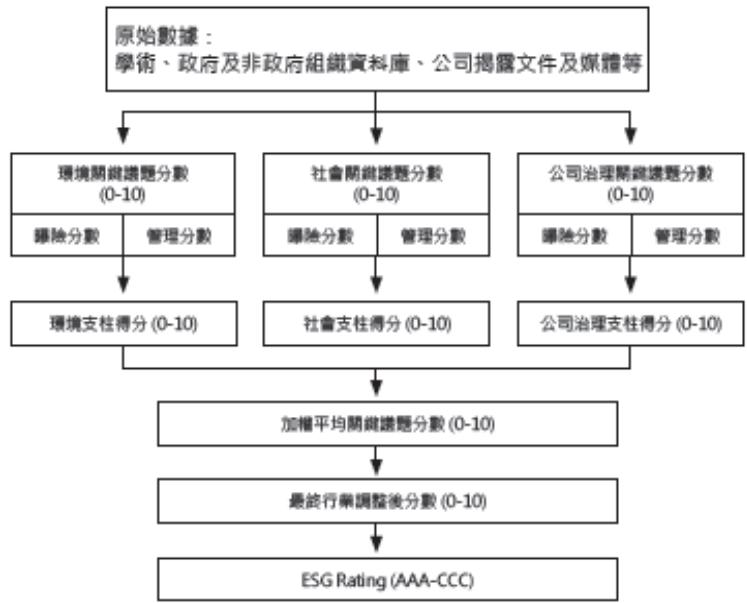 原始數據：
學術、政府及非政府組織資料庫、公司揭露文件及媒體等
環境關鍵議題分數
(0-10)
曝險分數
管理分數
社會關鍵議題分數
(0-10)
曝險分數
管理分數
公司治理關鍵議題分數
(0-10)
曝險分數
管理分數
環境支柱得分 (0-10)
社會支柱得分 (0-10)
公司治理支柱得分 (0-10)
加權平均關鍵議題分數 (0-10)
最終行業調整後分數 (0-10)
ESG Rating (AAA-CCC)